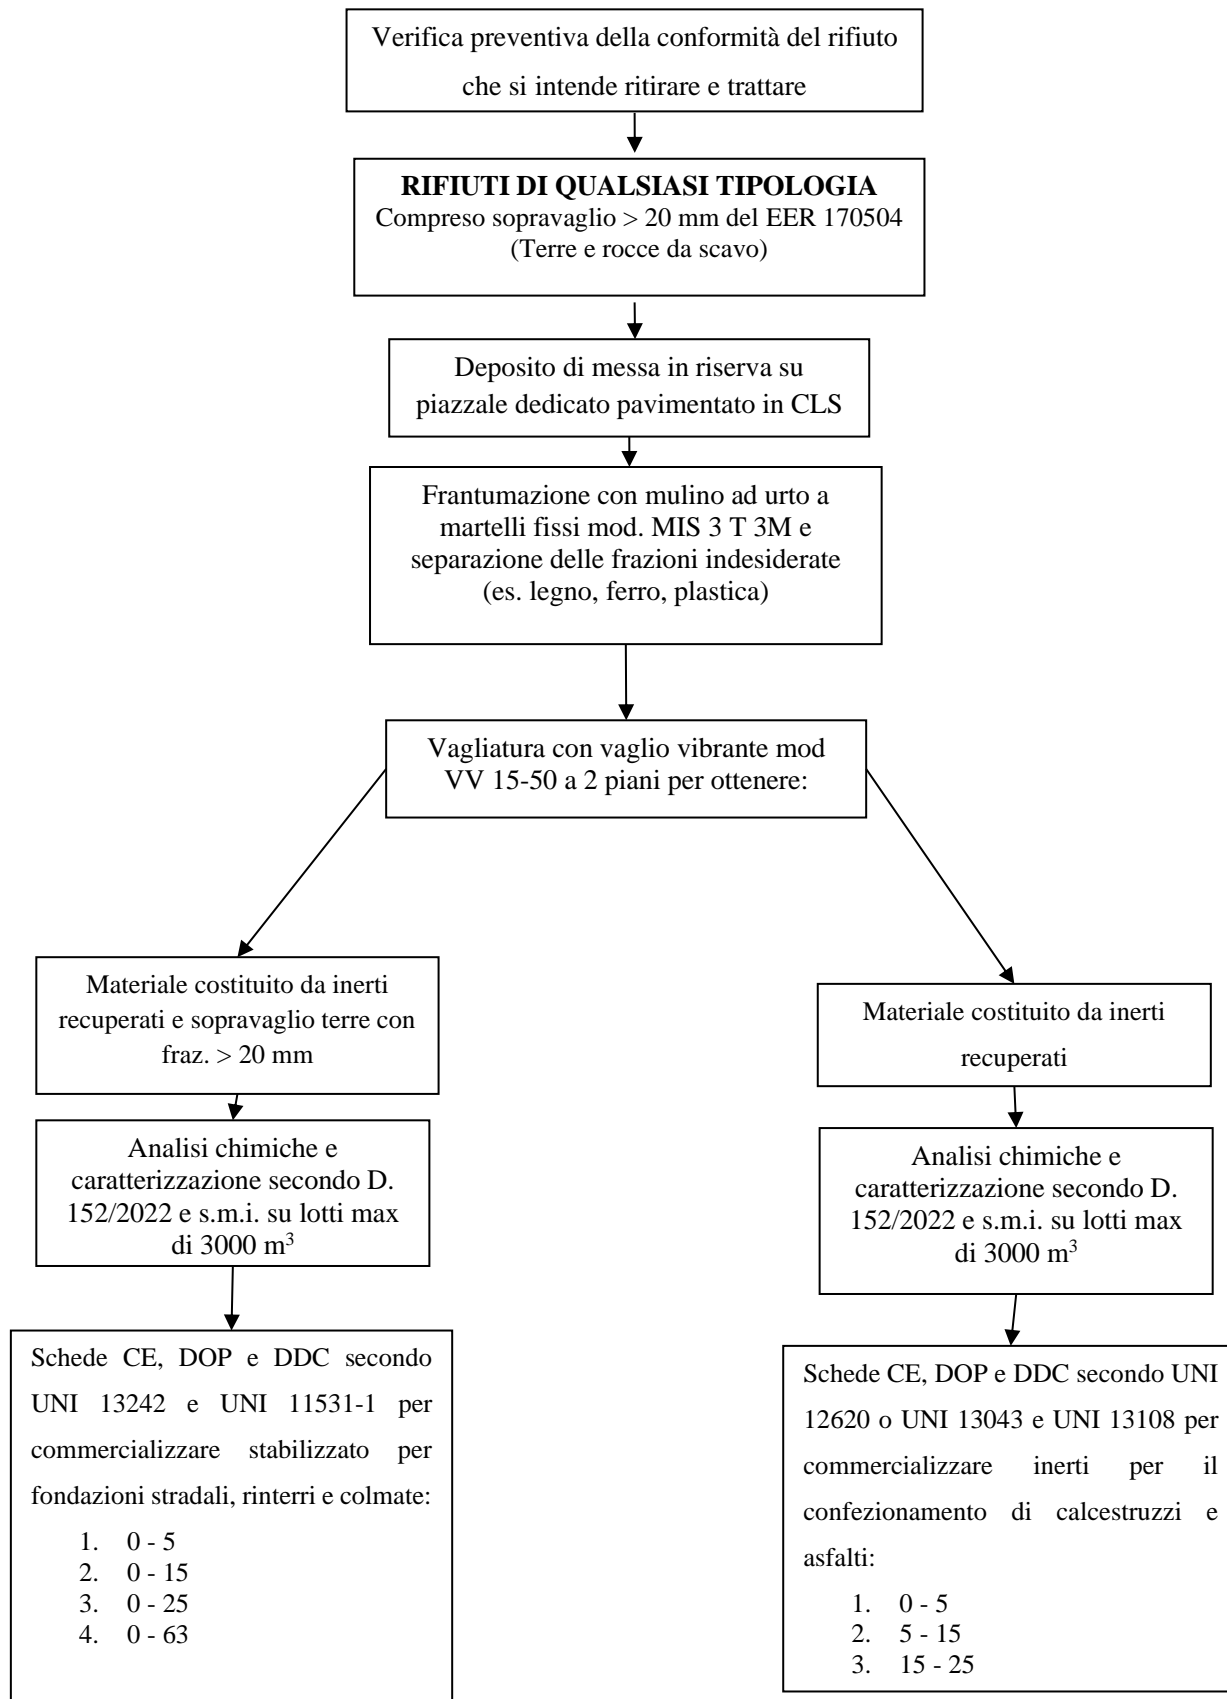 Verifica preventiva della conformità del rifiuto
che si intende ritirare e trattare
RIFIUTI DI QUALSIASI TIPOLOGIA
Compreso sopravaglio > 20 mm del EER 170504
(Terre e rocce da scavo)
Deposito di messa in riserva su
piazzale dedicato pavimentato in CLS
Frantumazione con mulino ad urto a
martelli fissi mod. MIS 3 T 3M e
separazione delle frazioni indesiderate
(es. legno, ferro, plastica)
Vagliatura con vaglio vibrante mod
VV 15-50 a 2 piani per ottenere:
Materiale costituito da inerti
recuperati e sopravaglio terre con
fraz. > 20 mm
Analisi chimiche e
caratterizzazione secondo D.
152/2022 e s.m.i. su lotti max
di 3000 m³
Schede CE, DOP e DDC secondo
UNI 13242 e UNI 11531-1 per
commercializzare stabilizzato per
fondazioni stradali, rinterri e colmate:
1. 0 - 5
2. 0 - 15
3. 0 - 25
4. 0 - 63
Materiale costituito da inerti
recuperati
Analisi chimiche e
caratterizzazione secondo D.
152/2022 e s.m.i. su lotti max
di 3000 m³
Schede CE, DOP e DDC secondo UNI
12620 o UNI 13043 e UNI 13108 per
commercializzare inerti per il
confezionamento di calcestruzzi e
asfalti:
1. 0 - 5
2. 5 - 15
3. 15 - 25